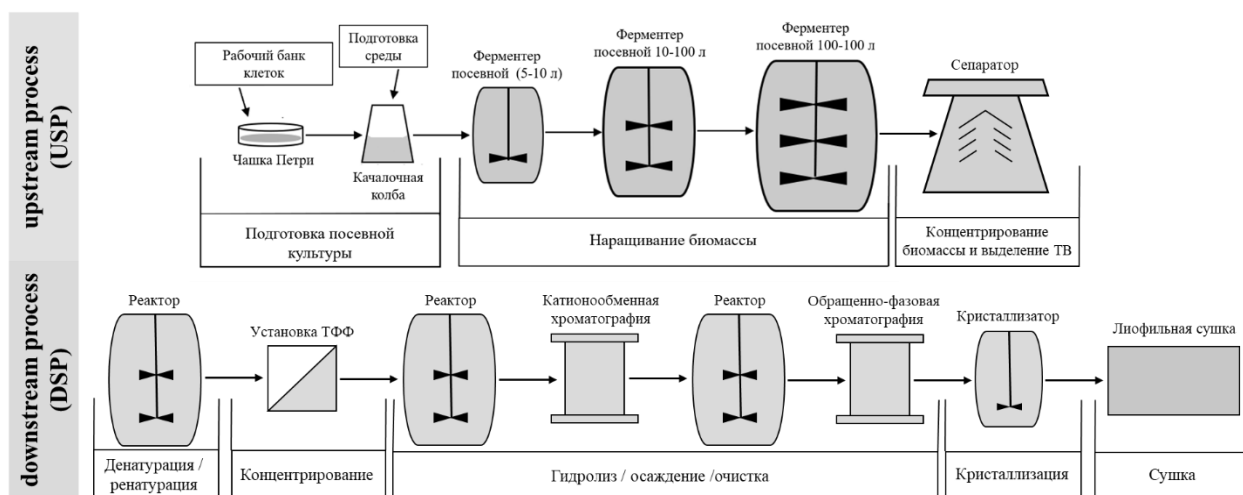 upstream process
(USP)
Рабочий банк
клеток
Подготовка
среды
Чашка Петри
Качалочная
колба
Ферментер
посевной (5-10 л)
Ферментер
посевной 10-100 л
Ферментер
посевной 100-100 л
Сепаратор
Подготовка посевной
культуры
Наращивание биомассы
Концентрирование
биомассы и выделение ТВ
downstream process
(DSP)
Реактор
Установка ТФФ
Реактор
Катионообменная
хроматография
Реактор
Обращенно-фазовая
хроматография
Кристаллизатор
Лиофильная сушка
Денатурация /
ренатурация
Концентрирование
Гидролиз / осаждение /очистка
Кристаллизация
Сушка